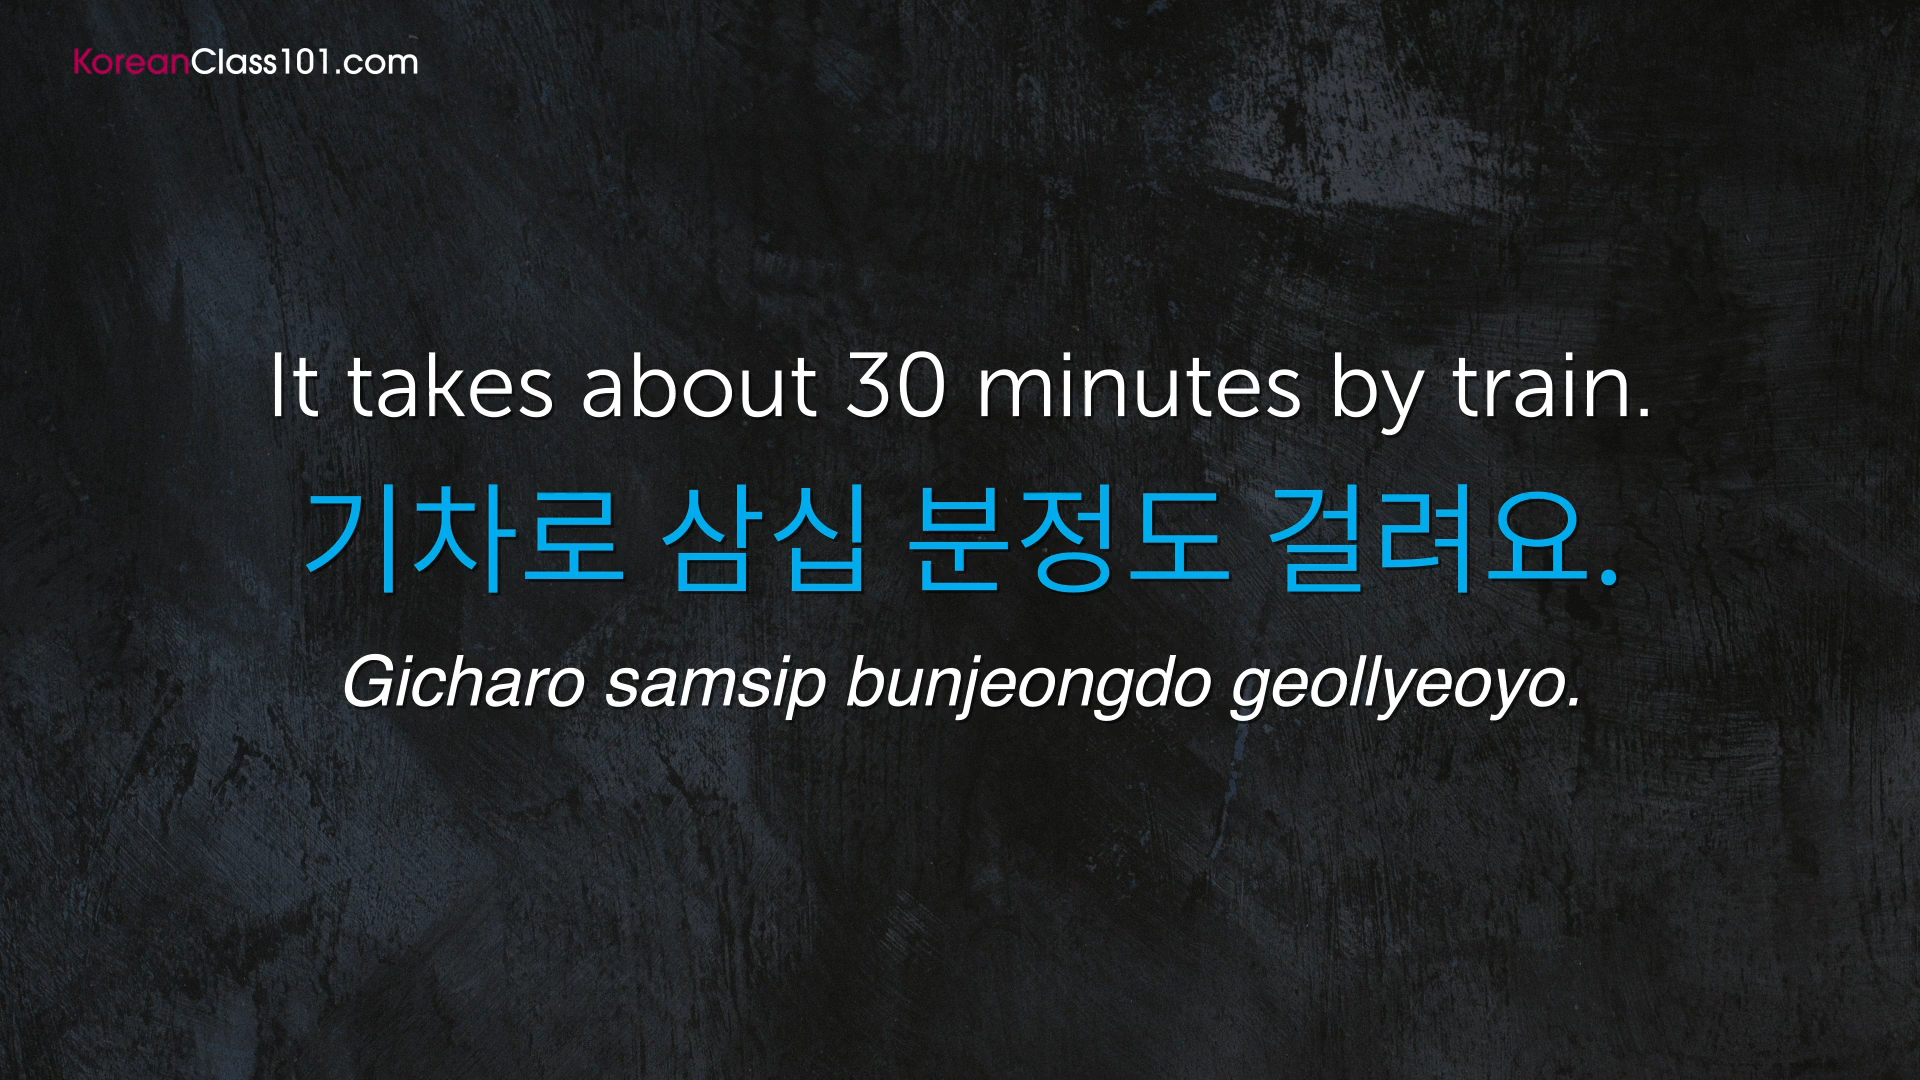 KoreanClass101.com
It takes about 30 minutes by train.
기차로 삼십 분정도 걸려요.
Gicharo samsip bunjeongdo geollyeoyo.